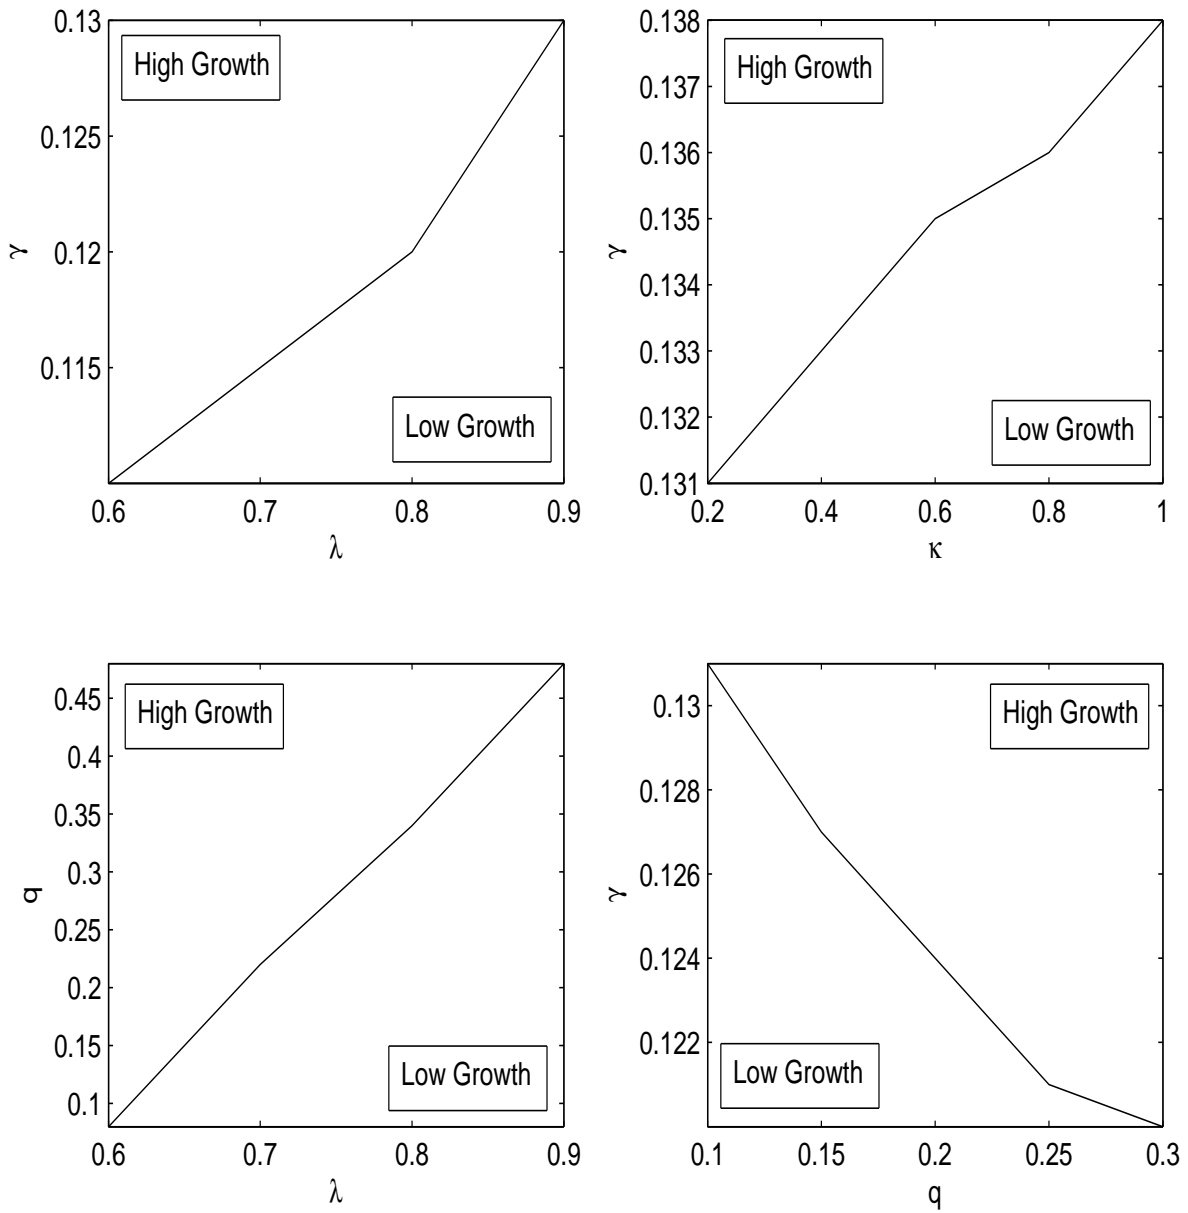 0.13
0.125
0.12
0.115
γ
High Growth
Low Growth
0.6 0.7 0.8 0.9
λ
0.138
0.137
0.136
0.135
0.134
0.133
0.132
0.131
γ
High Growth
Low Growth
0.2 0.4 0.6 0.8 1
κ
0.45
0.4
0.35
0.3
0.25
0.2
0.15
0.1
q
High Growth
Low Growth
0.6 0.7 0.8 0.9
λ
0.13
0.128
0.126
0.124
0.122
γ
High Growth
Low Growth
0.1 0.15 0.2 0.25 0.3
q